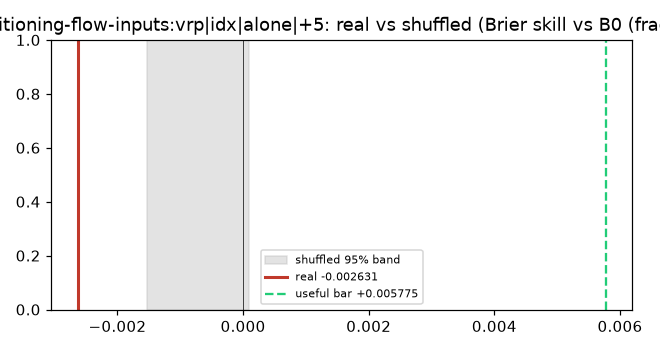 itioning-flow-inputs:vrp|idx|alone|+5: real vs shuffled (Brier skill vs B0 (fra
1.0
0.8
0.6
0.4
0.2
0.0
shuffled 95% band
real -0.002631
useful bar +0.005775
−0.002 0.000 0.002 0.004 0.006